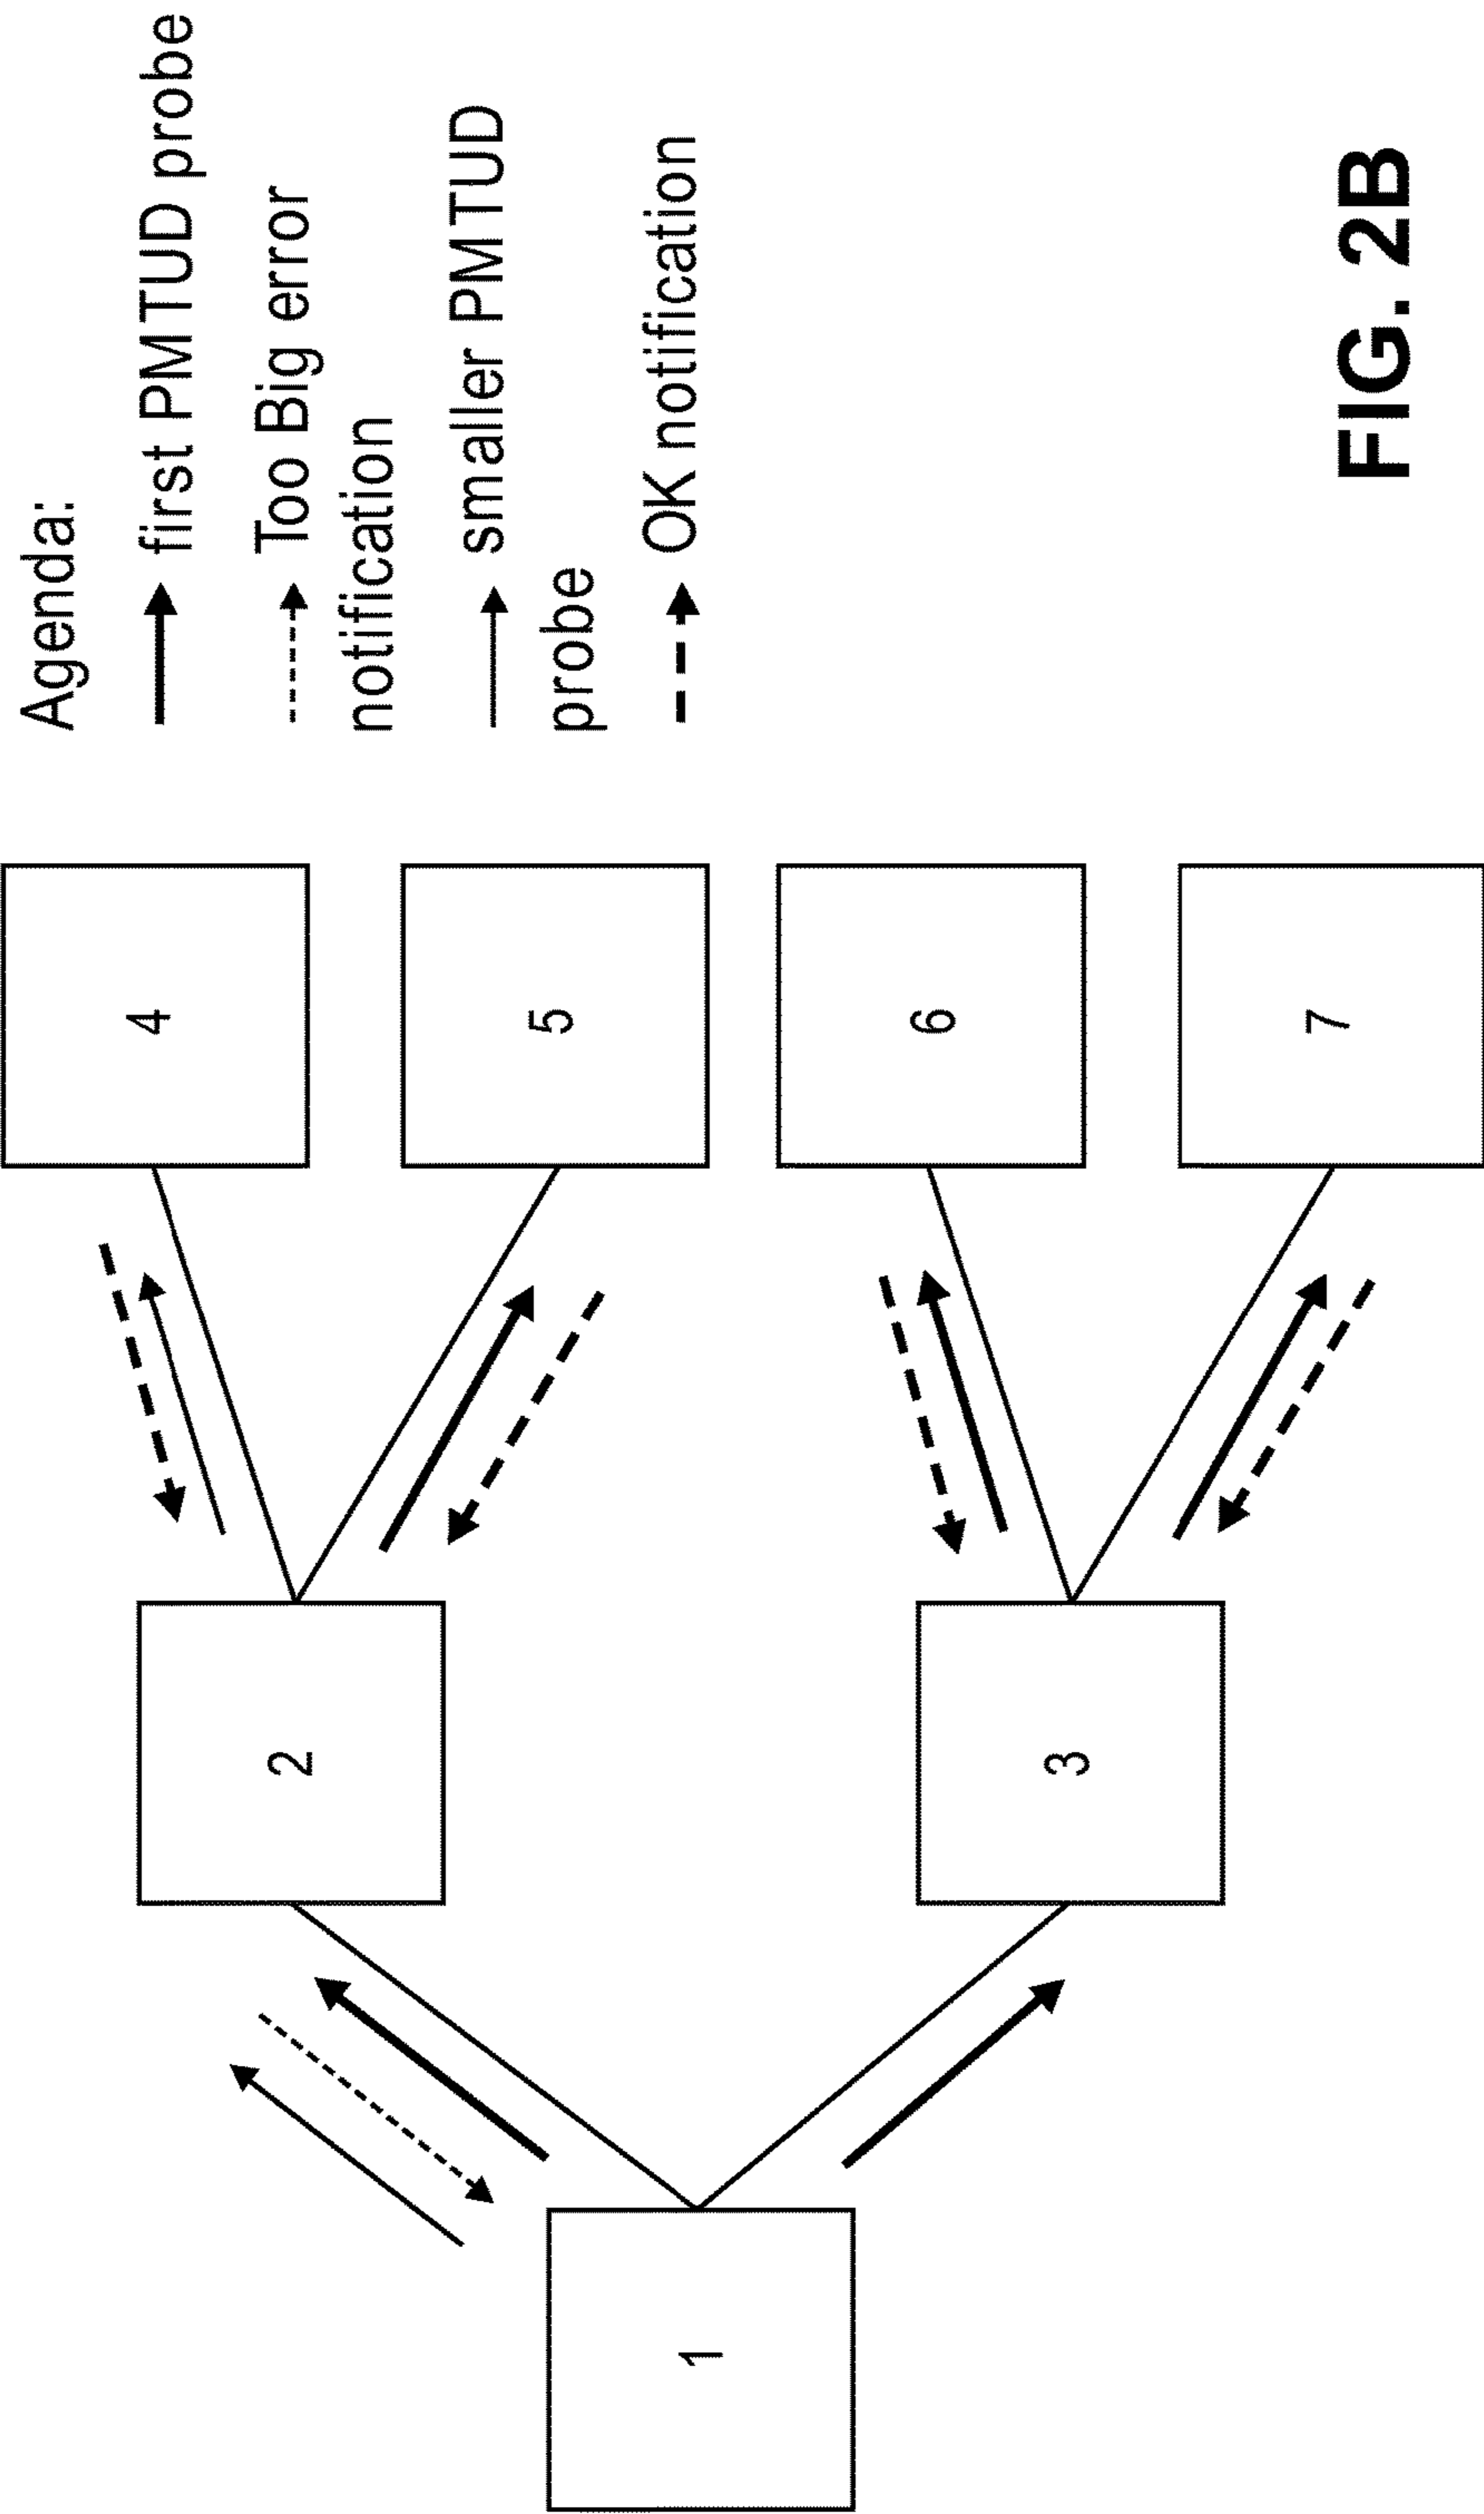 Agenda:
first PMTUD probe
Too Big error
notification
smaller PMTUD
probe
OK notification
4
5
6
7
2
3
1
FIG. 2B